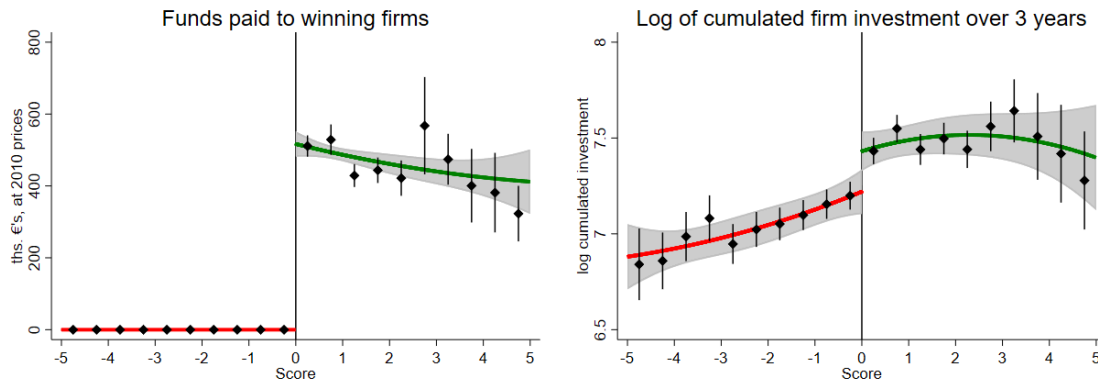 Funds paid to winning firms
800
600
400
200
0
ths. €'s, at 2010 prices
-5 -4 -3 -2 -1 0 1 2 3 4 5
Score
Log of cumulated firm investment over 3 years
8
7.5
7
6.5
log cumulated investment
-5 -4 -3 -2 -1 0 1 2 3 4 5
Score